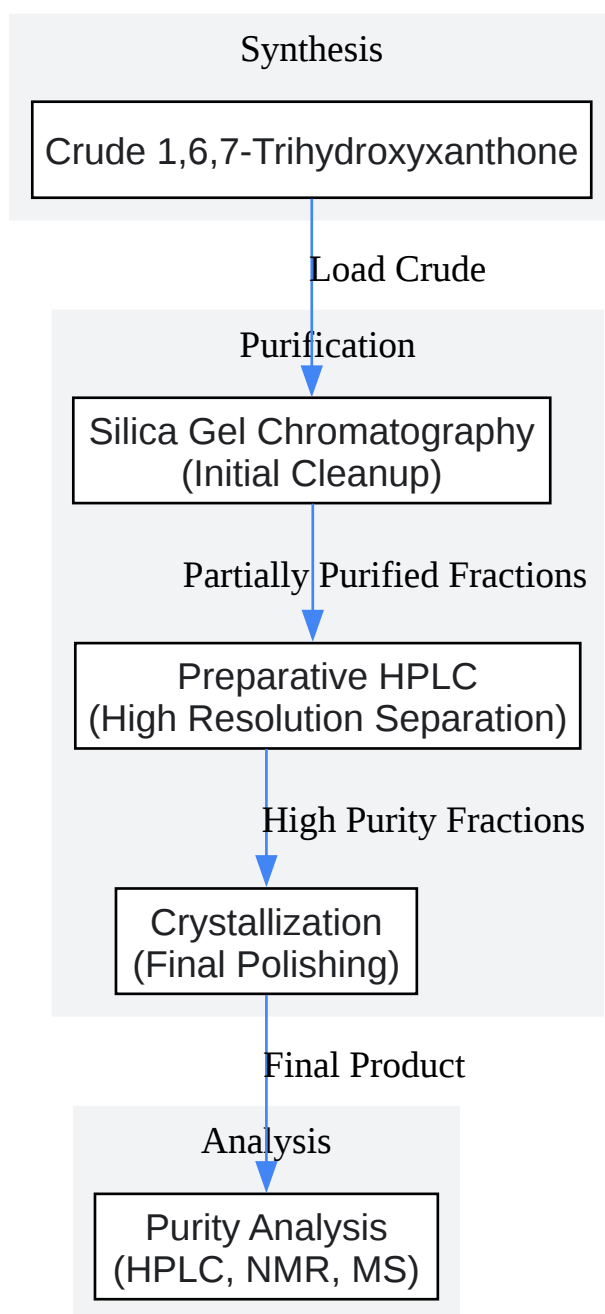 Synthesis
Crude 1,6,7-Trihydroxyxanthone
Load Crude
Purification
Silica Gel Chromatography
(Initial Cleanup)
Partially Purified Fractions
Preparative HPLC
(High Resolution Separation)
High Purity Fractions
Crystallization
(Final Polishing)
Final Product
Analysis
Purity Analysis
(HPLC, NMR, MS)